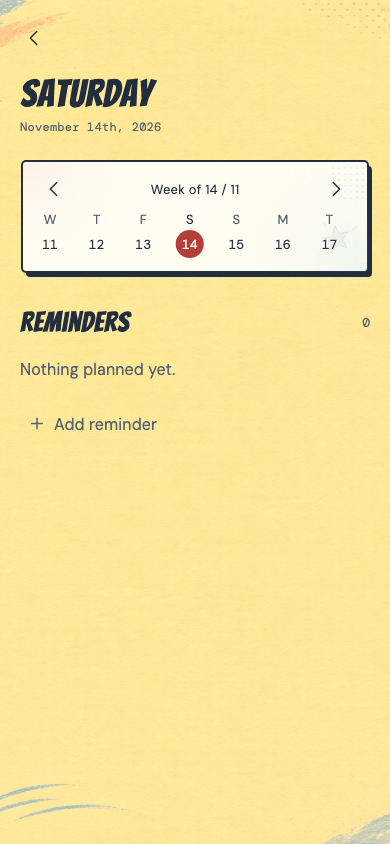 SATURDAY
November 14th, 2026
Week of 14 / 11
W T F S S M T
11 12 13 14 15 16 17
REMINDERS 0
Nothing planned yet.
+ Add reminder